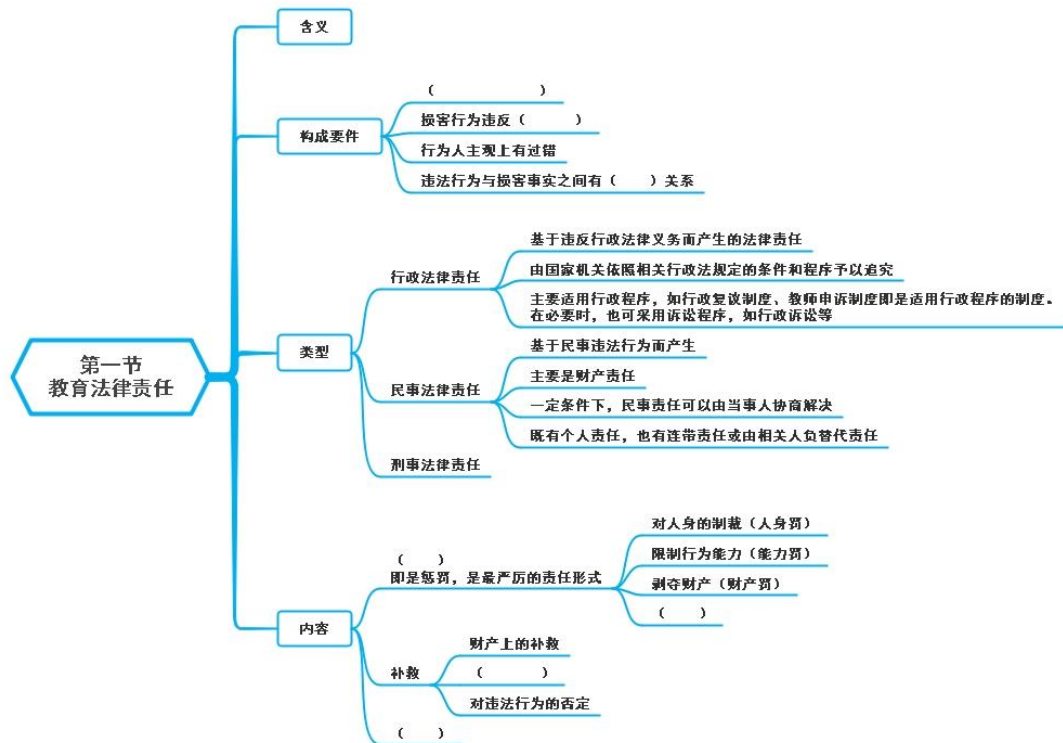 第一节
教育法律责任
含义
构成要件
（　　　　　　　）
损害行为违反（　　　　）
行为人主观上有过错
违法行为与损害事实之间有（　　）关系
类型
行政法律责任
基于违反行政法律义务而产生的法律责任
由国家机关依照相关行政法规定的条件和程序予以追究
主要适用行政程序，如行政复议制度、教师申诉制度即是适用行政程序的制度。
在必要时，也可采用诉讼程序，如行政诉讼等
民事法律责任
基于民事违法行为而产生
主要是财产责任
一定条件下，民事责任可以由当事人协商解决
既有个人责任，也有连带责任或由相关人负替代责任
刑事法律责任
内容
（　　）
即是惩罚，是最严厉的责任形式
对人身的制裁（人身罚）
限制行为能力（能力罚）
剥夺财产（财产罚）
（　　）
补救
财产上的补救
（　　　　）
对违法行为的否定
（　　）